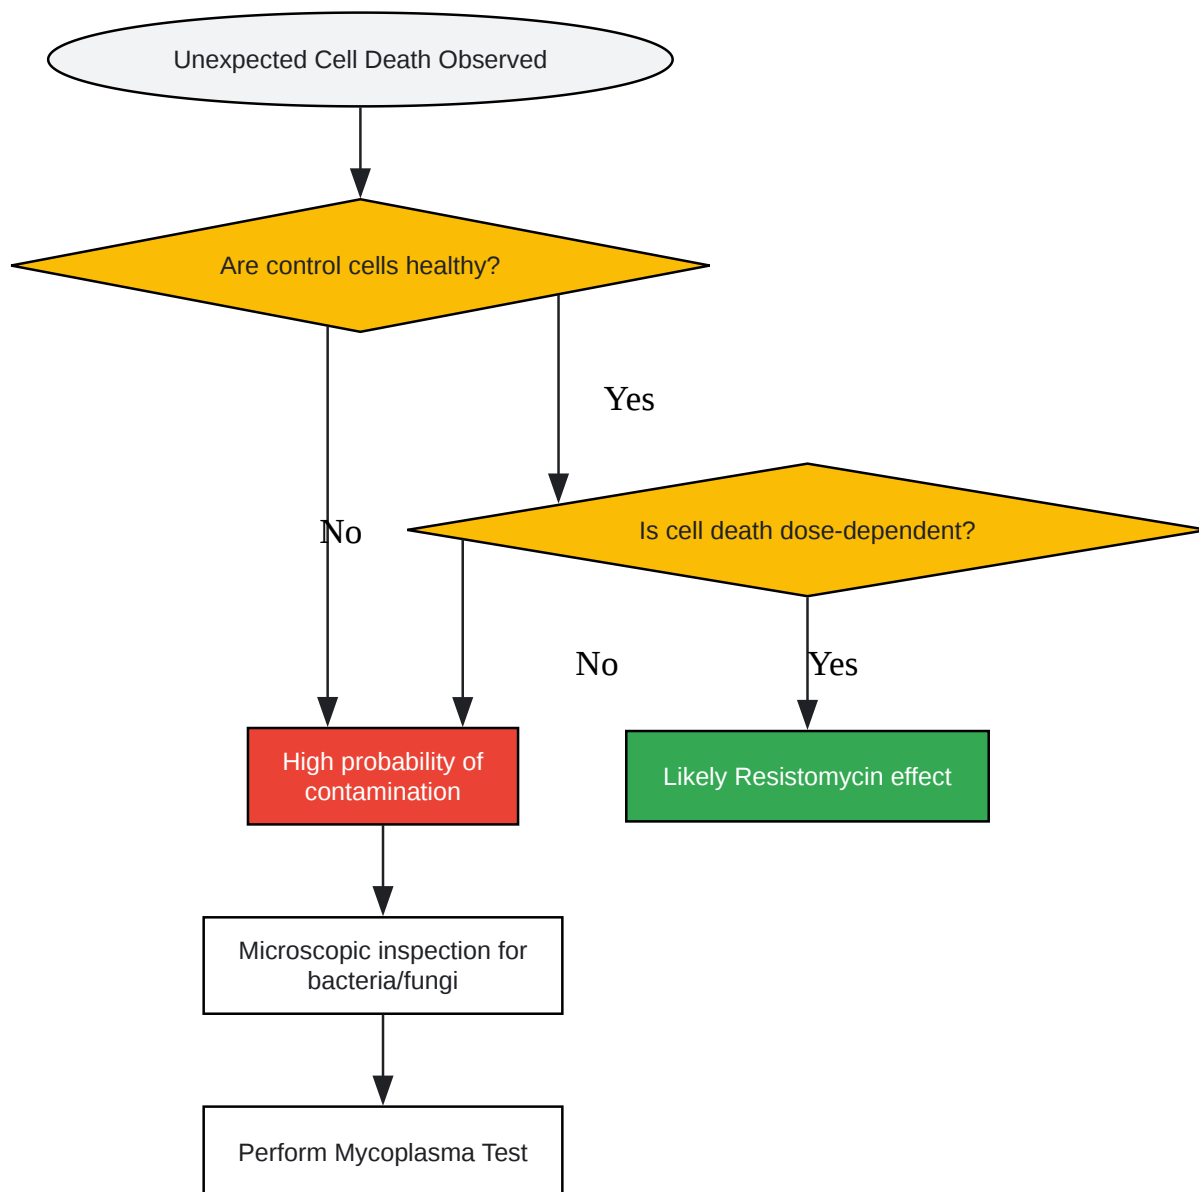 Unexpected Cell Death Observed
Are control cells healthy?
Yes
No
Is cell death dose-dependent?
No
Yes
High probability of
contamination
Likely Resistomycin effect
Microscopic inspection for
bacteria/fungi
Perform Mycoplasma Test